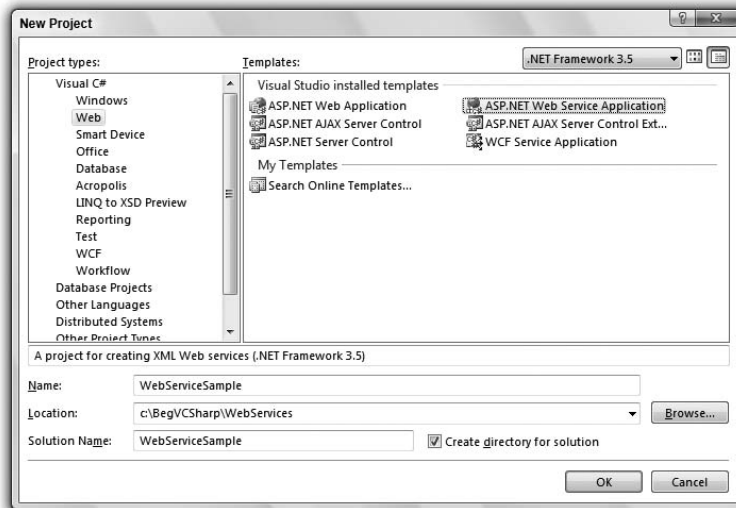 New Project
Project types:
Templates:
.NET Framework 3.5
Visual C#
Windows
Web
Smart Device
Office
Database
Acropolis
LINQ to XSD Preview
Reporting
Test
WCF
Workflow
Database Projects
Other Languages
Distributed Systems
Other Project Types
Visual Studio installed templates
ASP.NET Web Application
ASP.NET Web Service Application
ASP.NET AJAX Server Control
ASP.NET AJAX Server Control Ext...
ASP.NET Server Control
WCF Service Application
My Templates
Search Online Templates...
A project for creating XML Web services (.NET Framework 3.5)
Name: WebServiceSample
Location: c:\BegVCSharp\WebServices Browse...
Solution Name: WebServiceSample Create directory for solution
OK Cancel